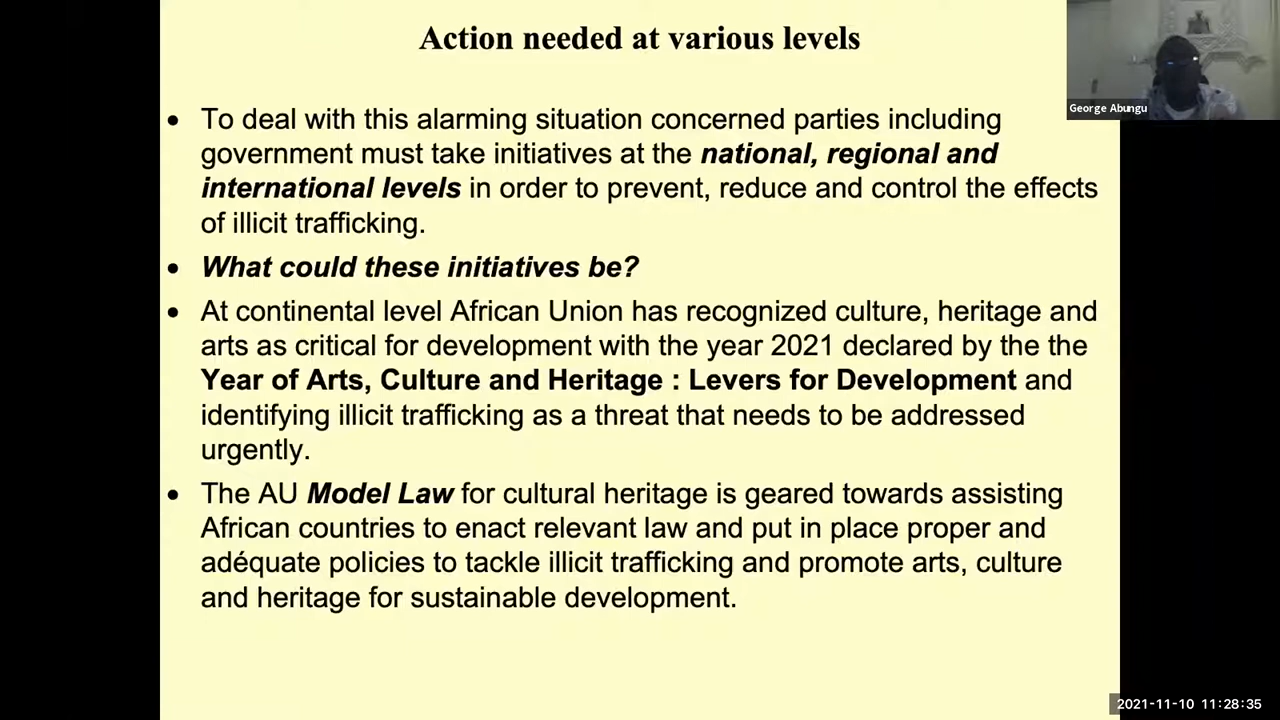 Action needed at various levels
George Abungu
• To deal with this alarming situation concerned parties including
government must take initiatives at the national, regional and
international levels in order to prevent, reduce and control the effects
of illicit trafficking.
• What could these initiatives be?
• At continental level African Union has recognized culture, heritage and
arts as critical for development with the year 2021 declared by the the
Year of Arts, Culture and Heritage : Levers for Development and
identifying illicit trafficking as a threat that needs to be addressed
urgently.
• The AU Model Law for cultural heritage is geared towards assisting
African countries to enact relevant law and put in place proper and
adéquate policies to tackle illicit trafficking and promote arts, culture
and heritage for sustainable development.
2021-11-10 11:28:35